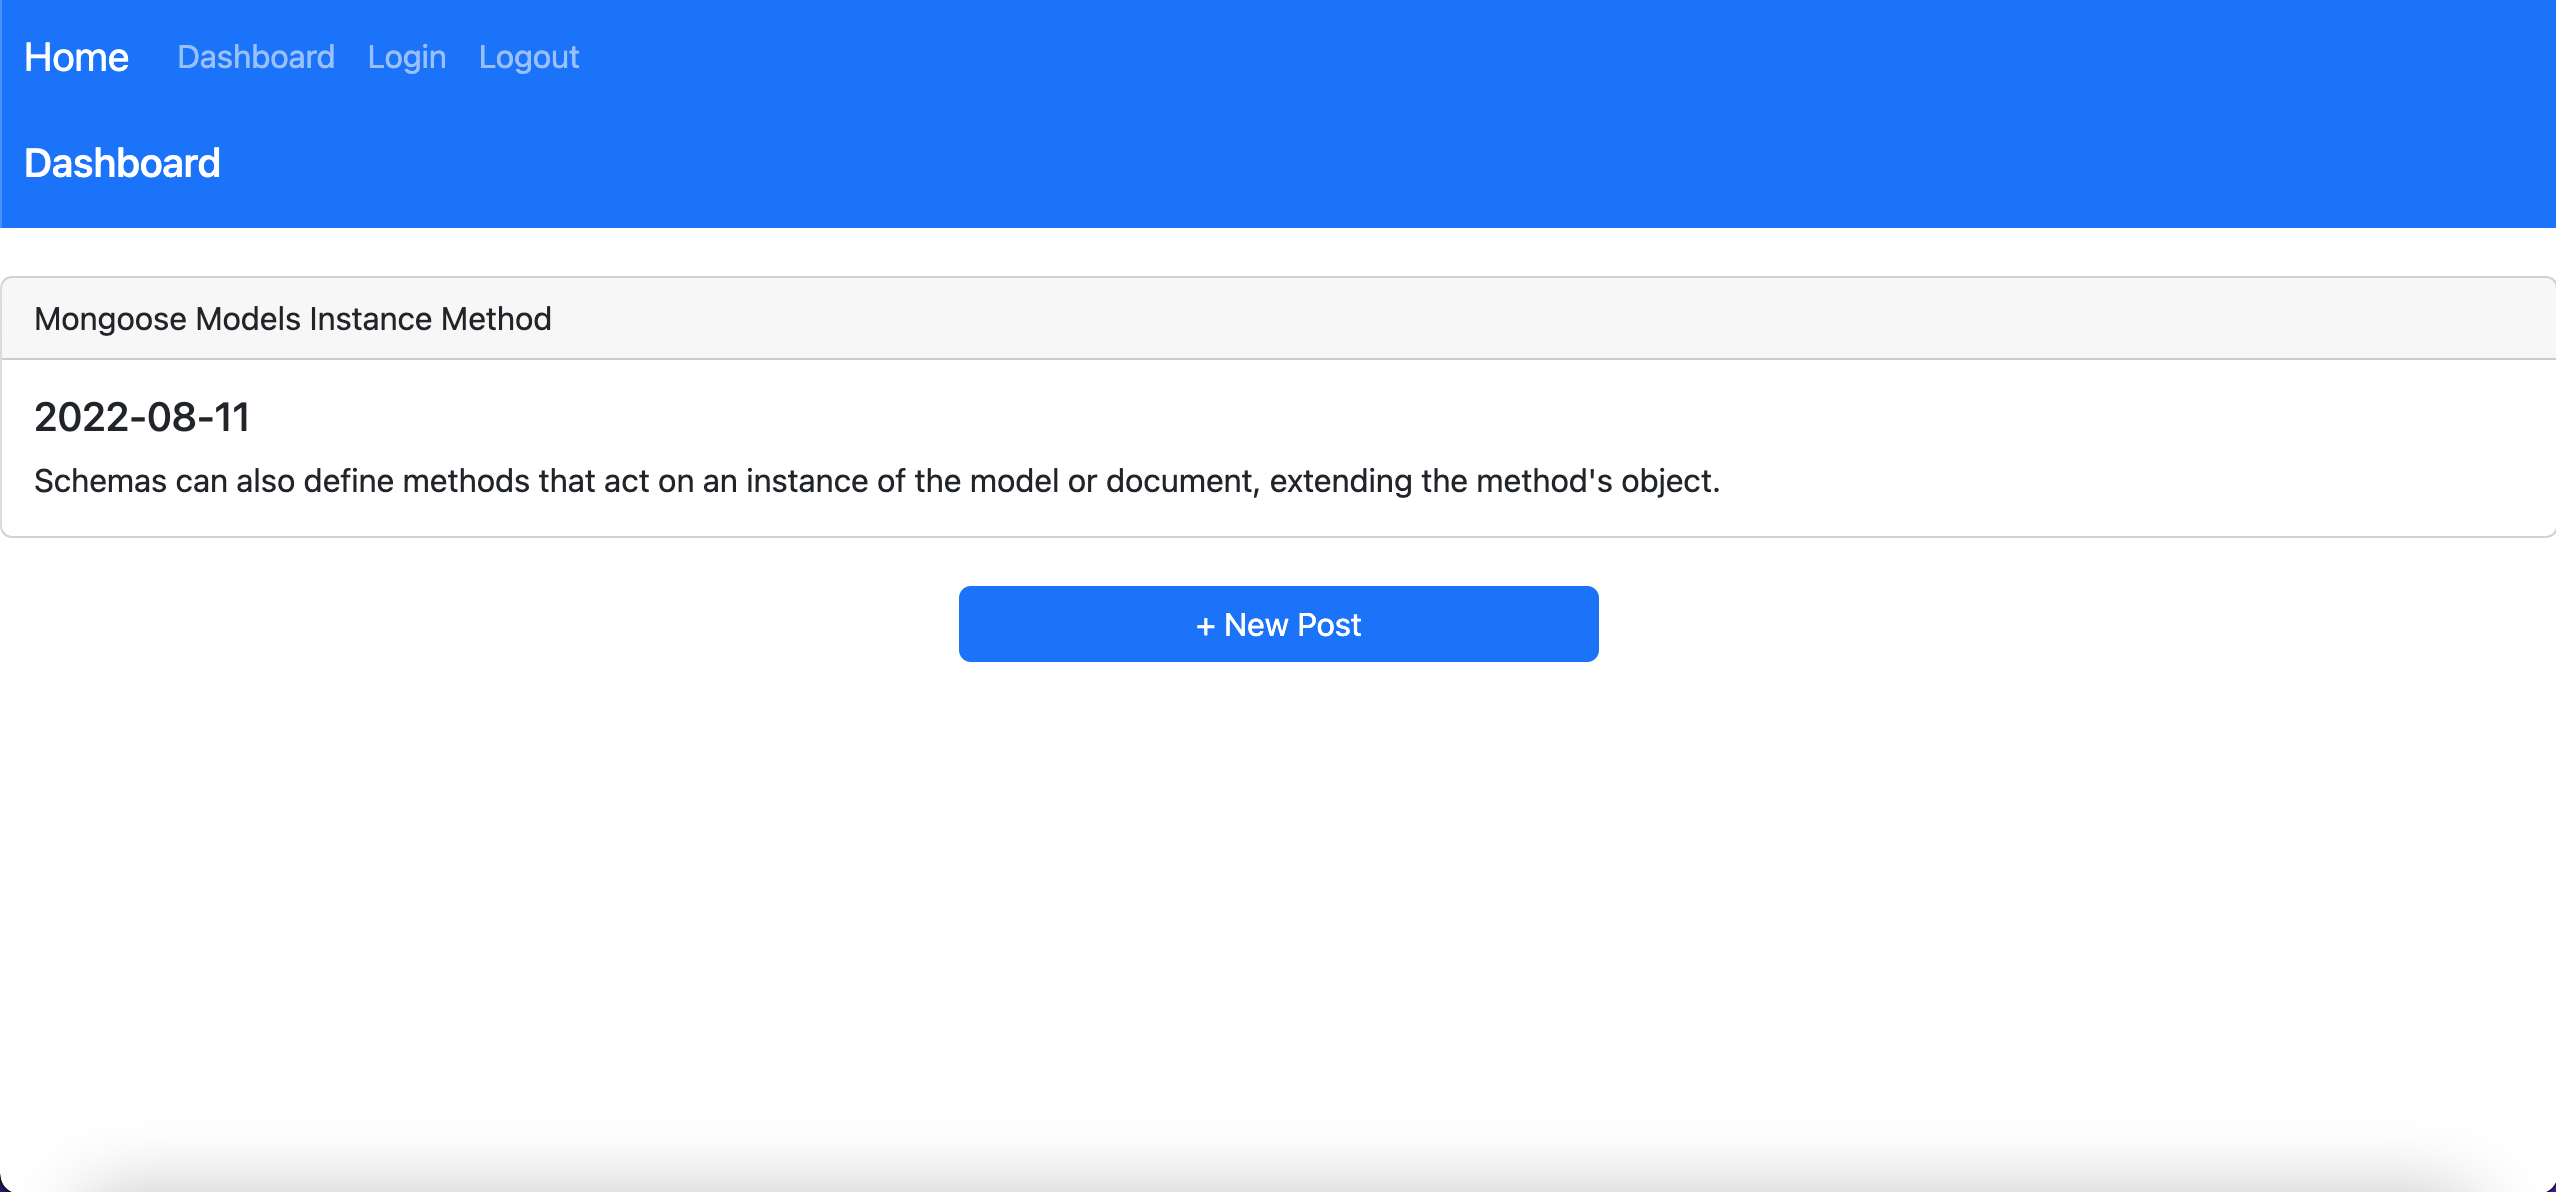 Home Dashboard Login Logout
Dashboard
Mongoose Models Instance Method
2022-08-11
Schemas can also define methods that act on an instance of the model or document, extending the method's object.
+ New Post